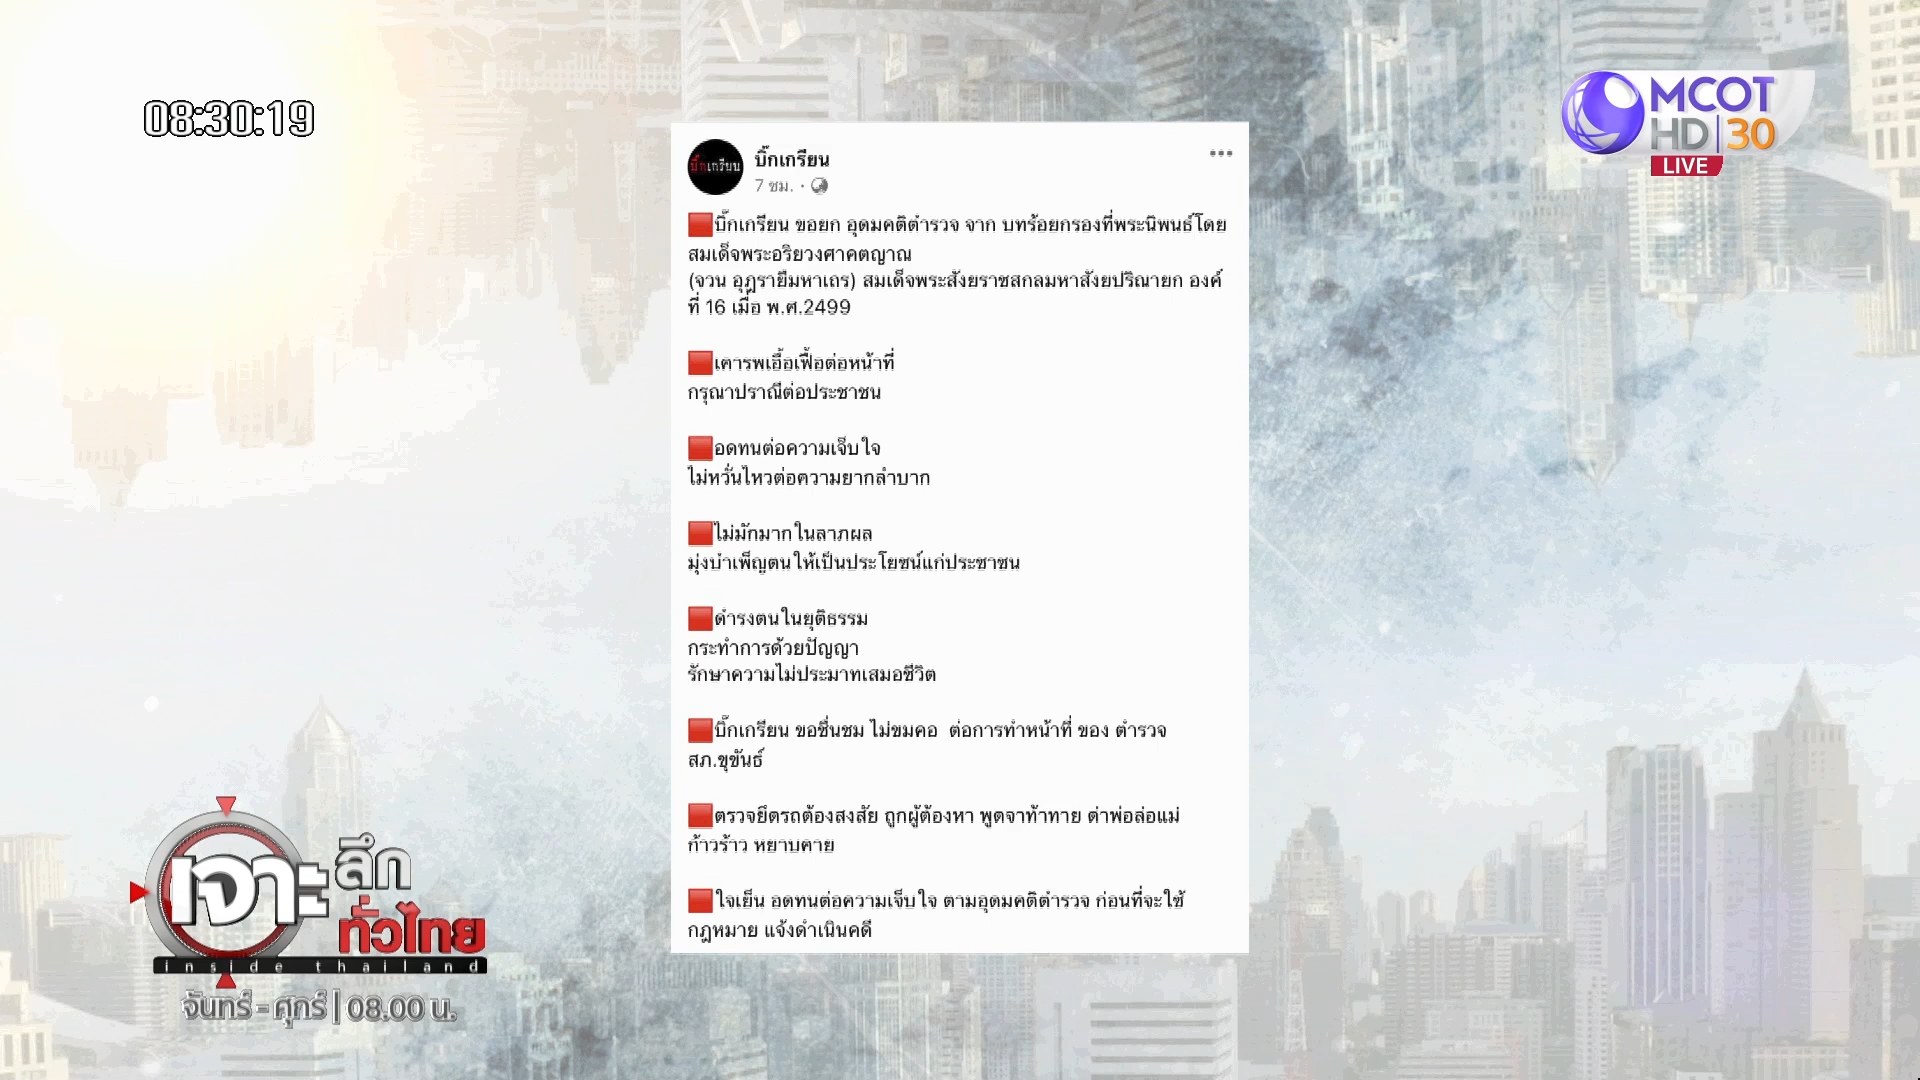 08:30:19
MCOT
HD|30
LIVE
บิ๊กเกรียน
บิ๊กเกรียน
7 ชม. ·
🟥บิ๊กเกรียน ขอยก อุดมคติตำรวจ จาก บทร้อยกรองที่พระนิพนธ์โดย
สมเด็จพระอริยวงศาคตญาณ
(จวน อุฏฺฐายีมหาเถร) สมเด็จพระสังฆราชสกลมหาสังฆปริณายก องค์
ที่ 16 เมื่อ พ.ศ.2499
🟥เคารพเอื้อเฟื้อต่อหน้าที่
กรุณาปราณีต่อประชาชน
🟥อดทนต่อความเจ็บใจ
ไม่หวั่นไหวต่อความยากลำบาก
🟥ไม่มักมากในลาภผล
มุ่งบำเพ็ญตนให้เป็นประโยชน์แก่ประชาชน
🟥ดำรงตนในยุติธรรม
กระทำการด้วยปัญญา
รักษาความไม่ประมาทเสมอชีวิต
🟥บิ๊กเกรียน ขอชื่นชม ไม่ขมคอ ต่อการทำหน้าที่ ของ ตำรวจ
สภ.ขุขันธ์
🟥ตรวจยึดรถต้องสงสัย ถูกผู้ต้องหา พูดจาท้าทาย ด่าพ่อล่อแม่
ก้าวร้าว หยาบคาย
🟥ใจเย็น อดทนต่อความเจ็บใจ ตามอุดมคติตำรวจ ก่อนที่จะใช้
กฎหมาย แจ้งดำเนินคดี
เจาะลึก
ทั่วไทย
inside thailand
จันทร์ - ศุกร์ | 08.00 น.